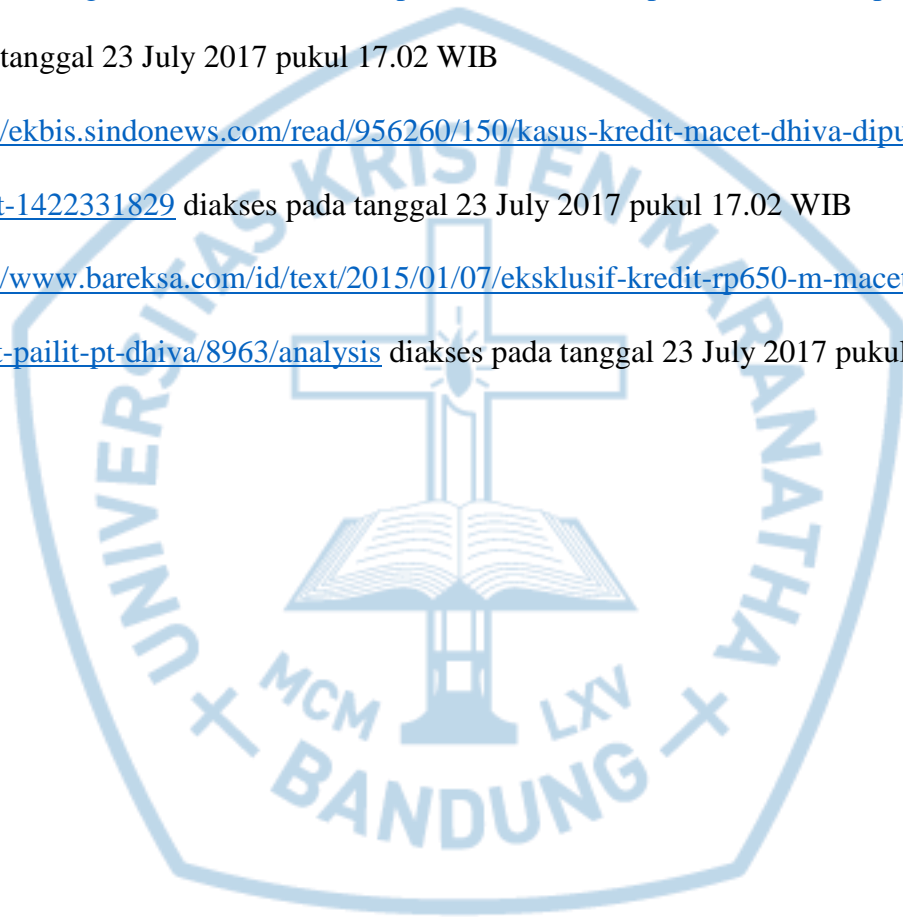 tanggal 23 July 2017 pukul 17.02 WIB
/ekbis.sindonews.com/read/956260/150/kasus-kredit-macet-dhiva-dipu
t-1422331829 diakses pada tanggal 23 July 2017 pukul 17.02 WIB
/www.bareksa.com/id/text/2015/01/07/eksklusif-kredit-rp650-m-macet
t-pailit-pt-dhiva/8963/analysis diakses pada tanggal 23 July 2017 pukul
UNIVERSITAS KRISTEN MARANATHA
MCM LXV
BANDUNG